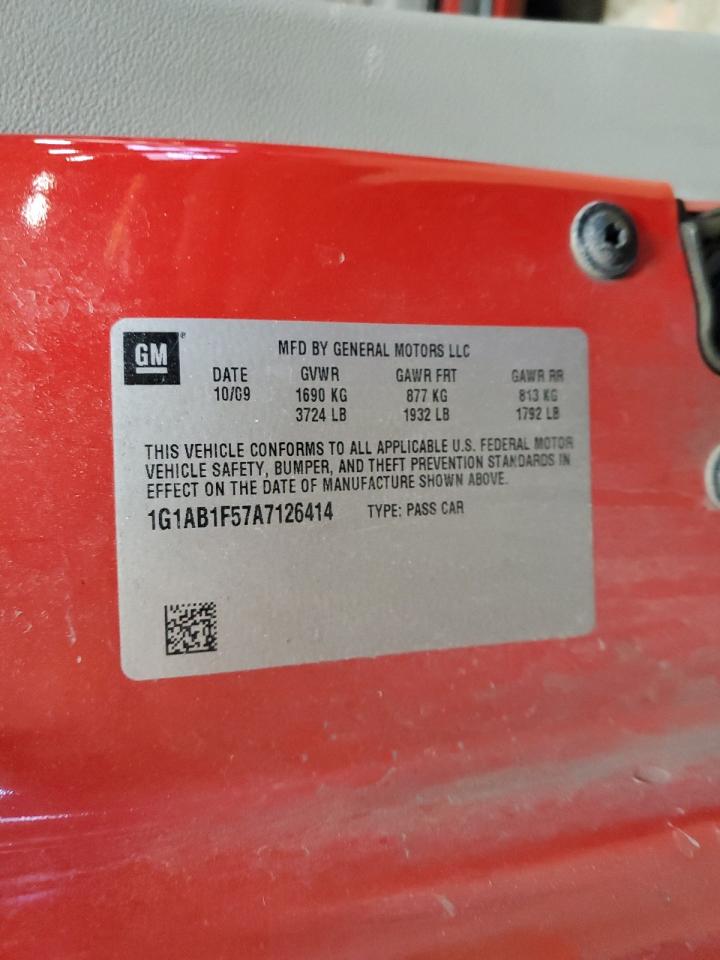 GM® MFD BY GENERAL MOTORS LLC
DATE GVWR GAWR FRT GAWR RR
10/09 1690 KG 877 KG 813 KG
3724 LB 1932 LB 1792 LB
THIS VEHICLE CONFORMS TO ALL APPLICABLE U.S. FEDERAL MOTOR
VEHICLE SAFETY, BUMPER, AND THEFT PREVENTION STANDARDS IN
EFFECT ON THE DATE OF MANUFACTURE SHOWN ABOVE.
1G1AB1F57A7126414 TYPE: PASS CAR